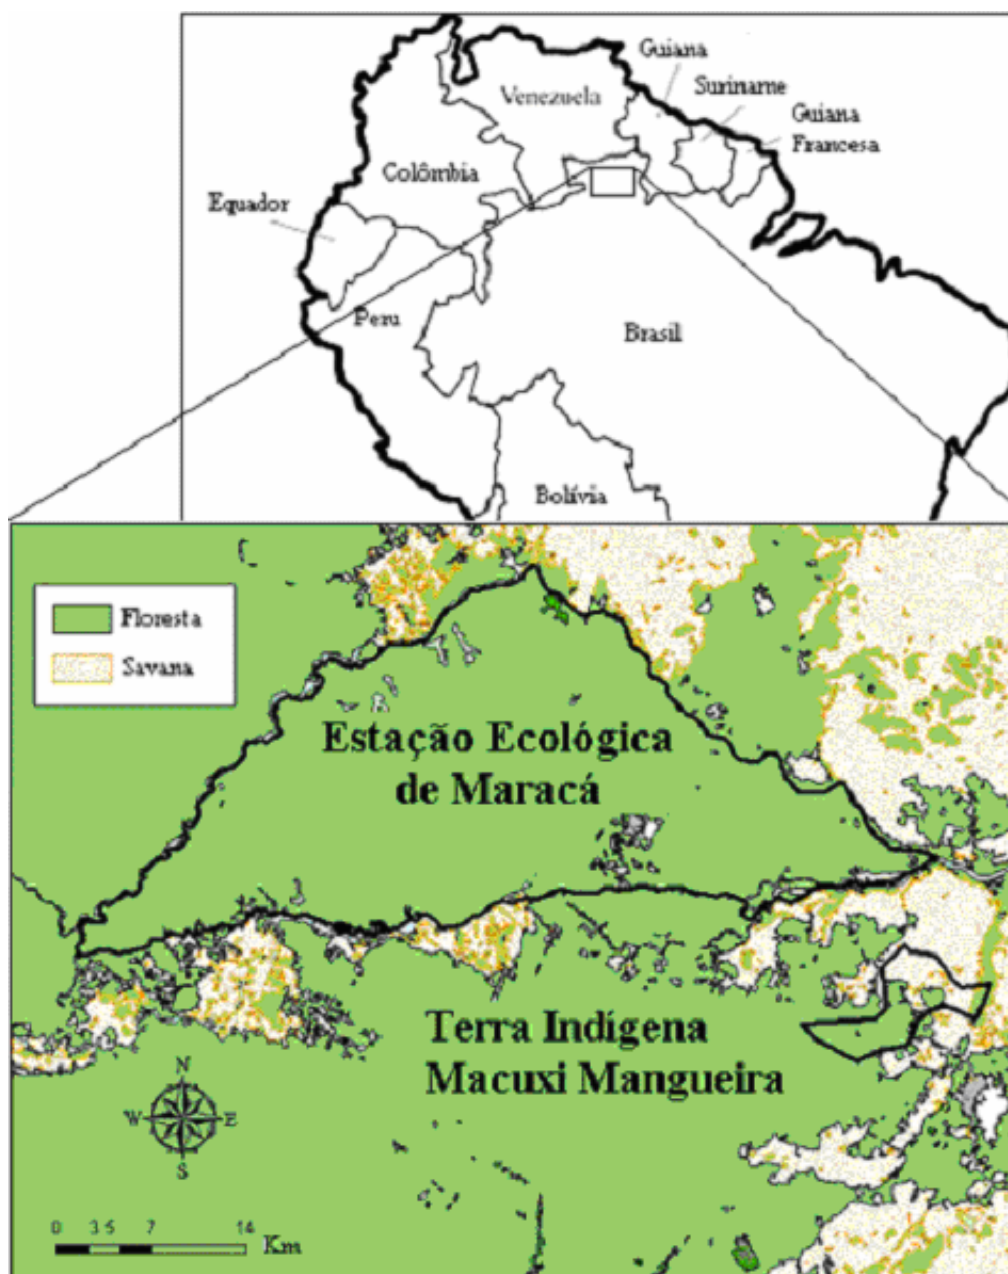 Guiana
Suriname
Guiana
Francesa
Venezuela
Colômbia
Equador
Peru
Brasil
Bolívia
Floresta
Savana
Estação Ecológica
de Maracá
Terra Indígena
Macuxi Mangueira
N
W E
S
0 3 5 7 14
Km